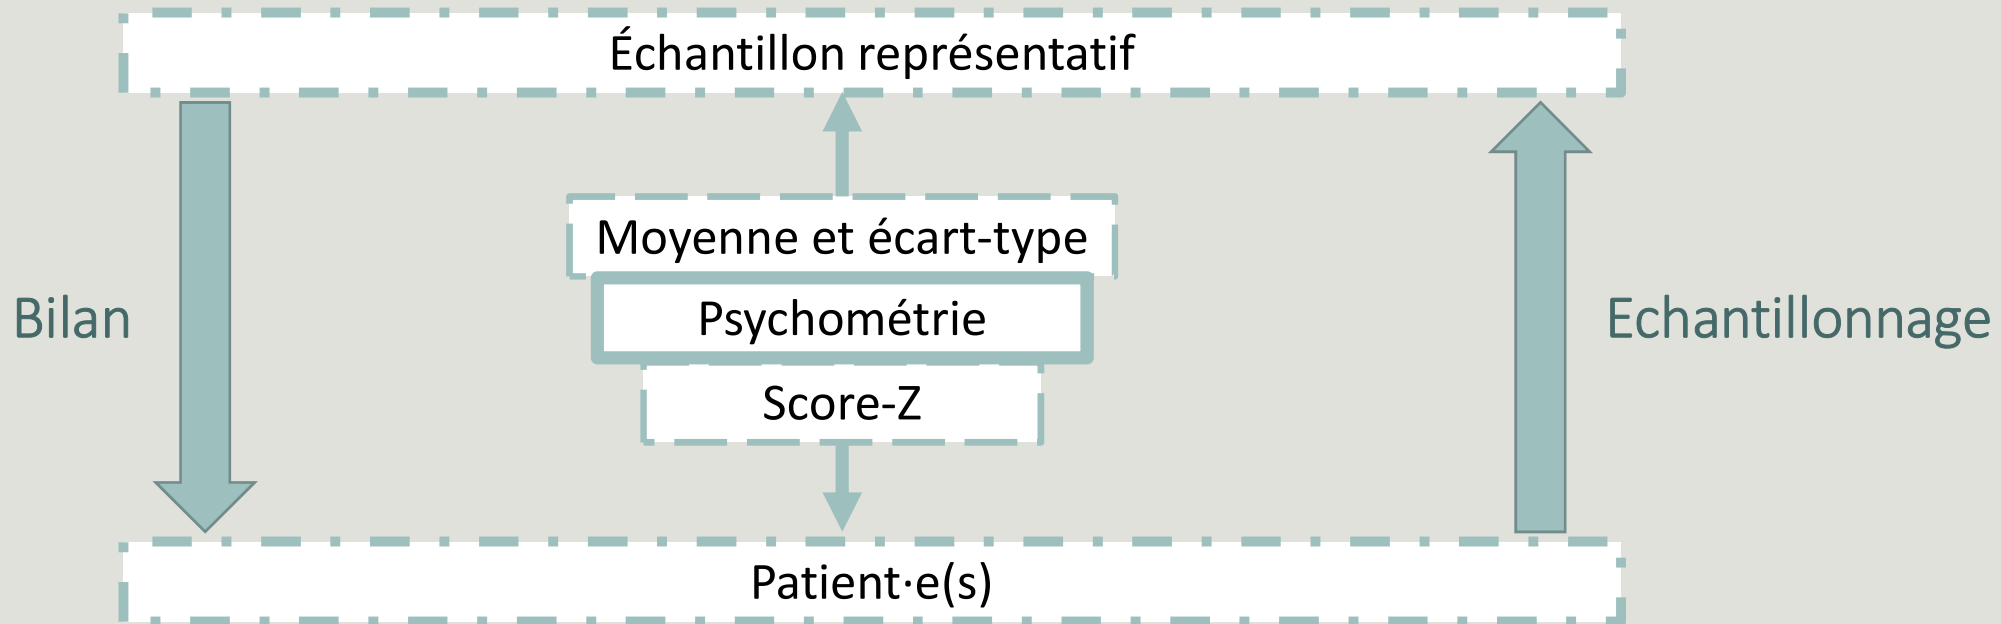 Échantillon représentatif
Moyenne et écart-type
Bilan
Psychométrie
Echantillonnage
Score-Z
Patient·e(s)